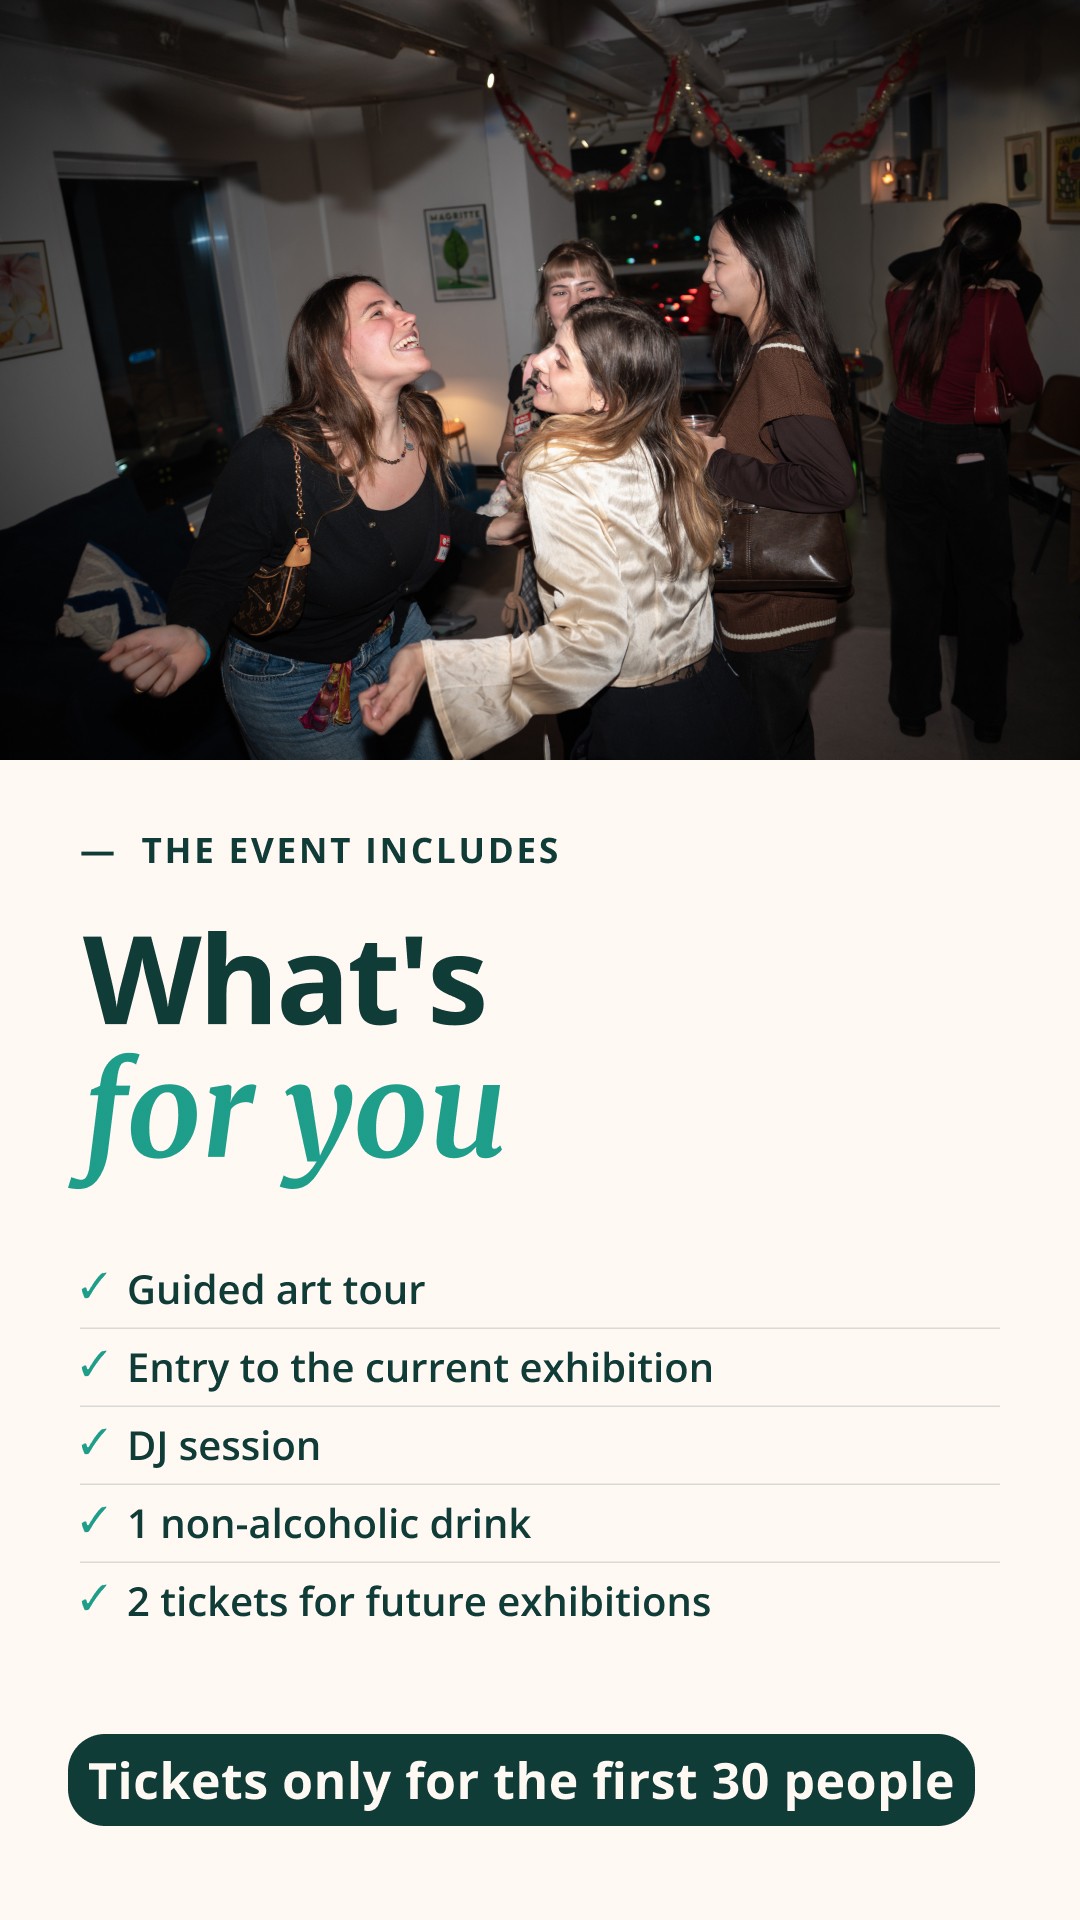 MAGRITTE
— THE EVENT INCLUDES
What's
for you
✓ Guided art tour
✓ Entry to the current exhibition
✓ DJ session
✓ 1 non-alcoholic drink
✓ 2 tickets for future exhibitions
Tickets only for the first 30 people